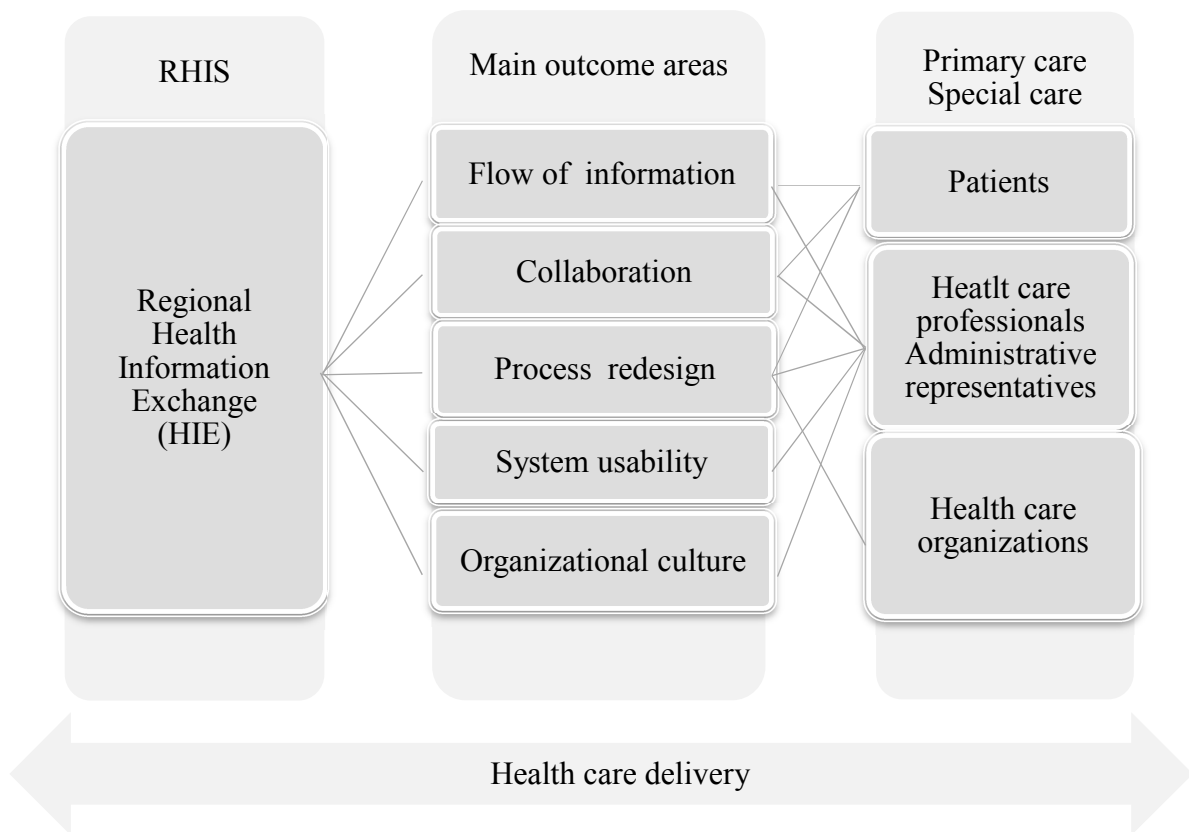 RHIS
Regional
Health
Information
Exchange
(HIE)
Main outcome areas
Flow of information
Collaboration
Process redesign
System usability
Organizational culture
Primary care
Special care
Patients
Heatlt care
professionals
Administrative
representatives
Health care
organizations
Health care delivery